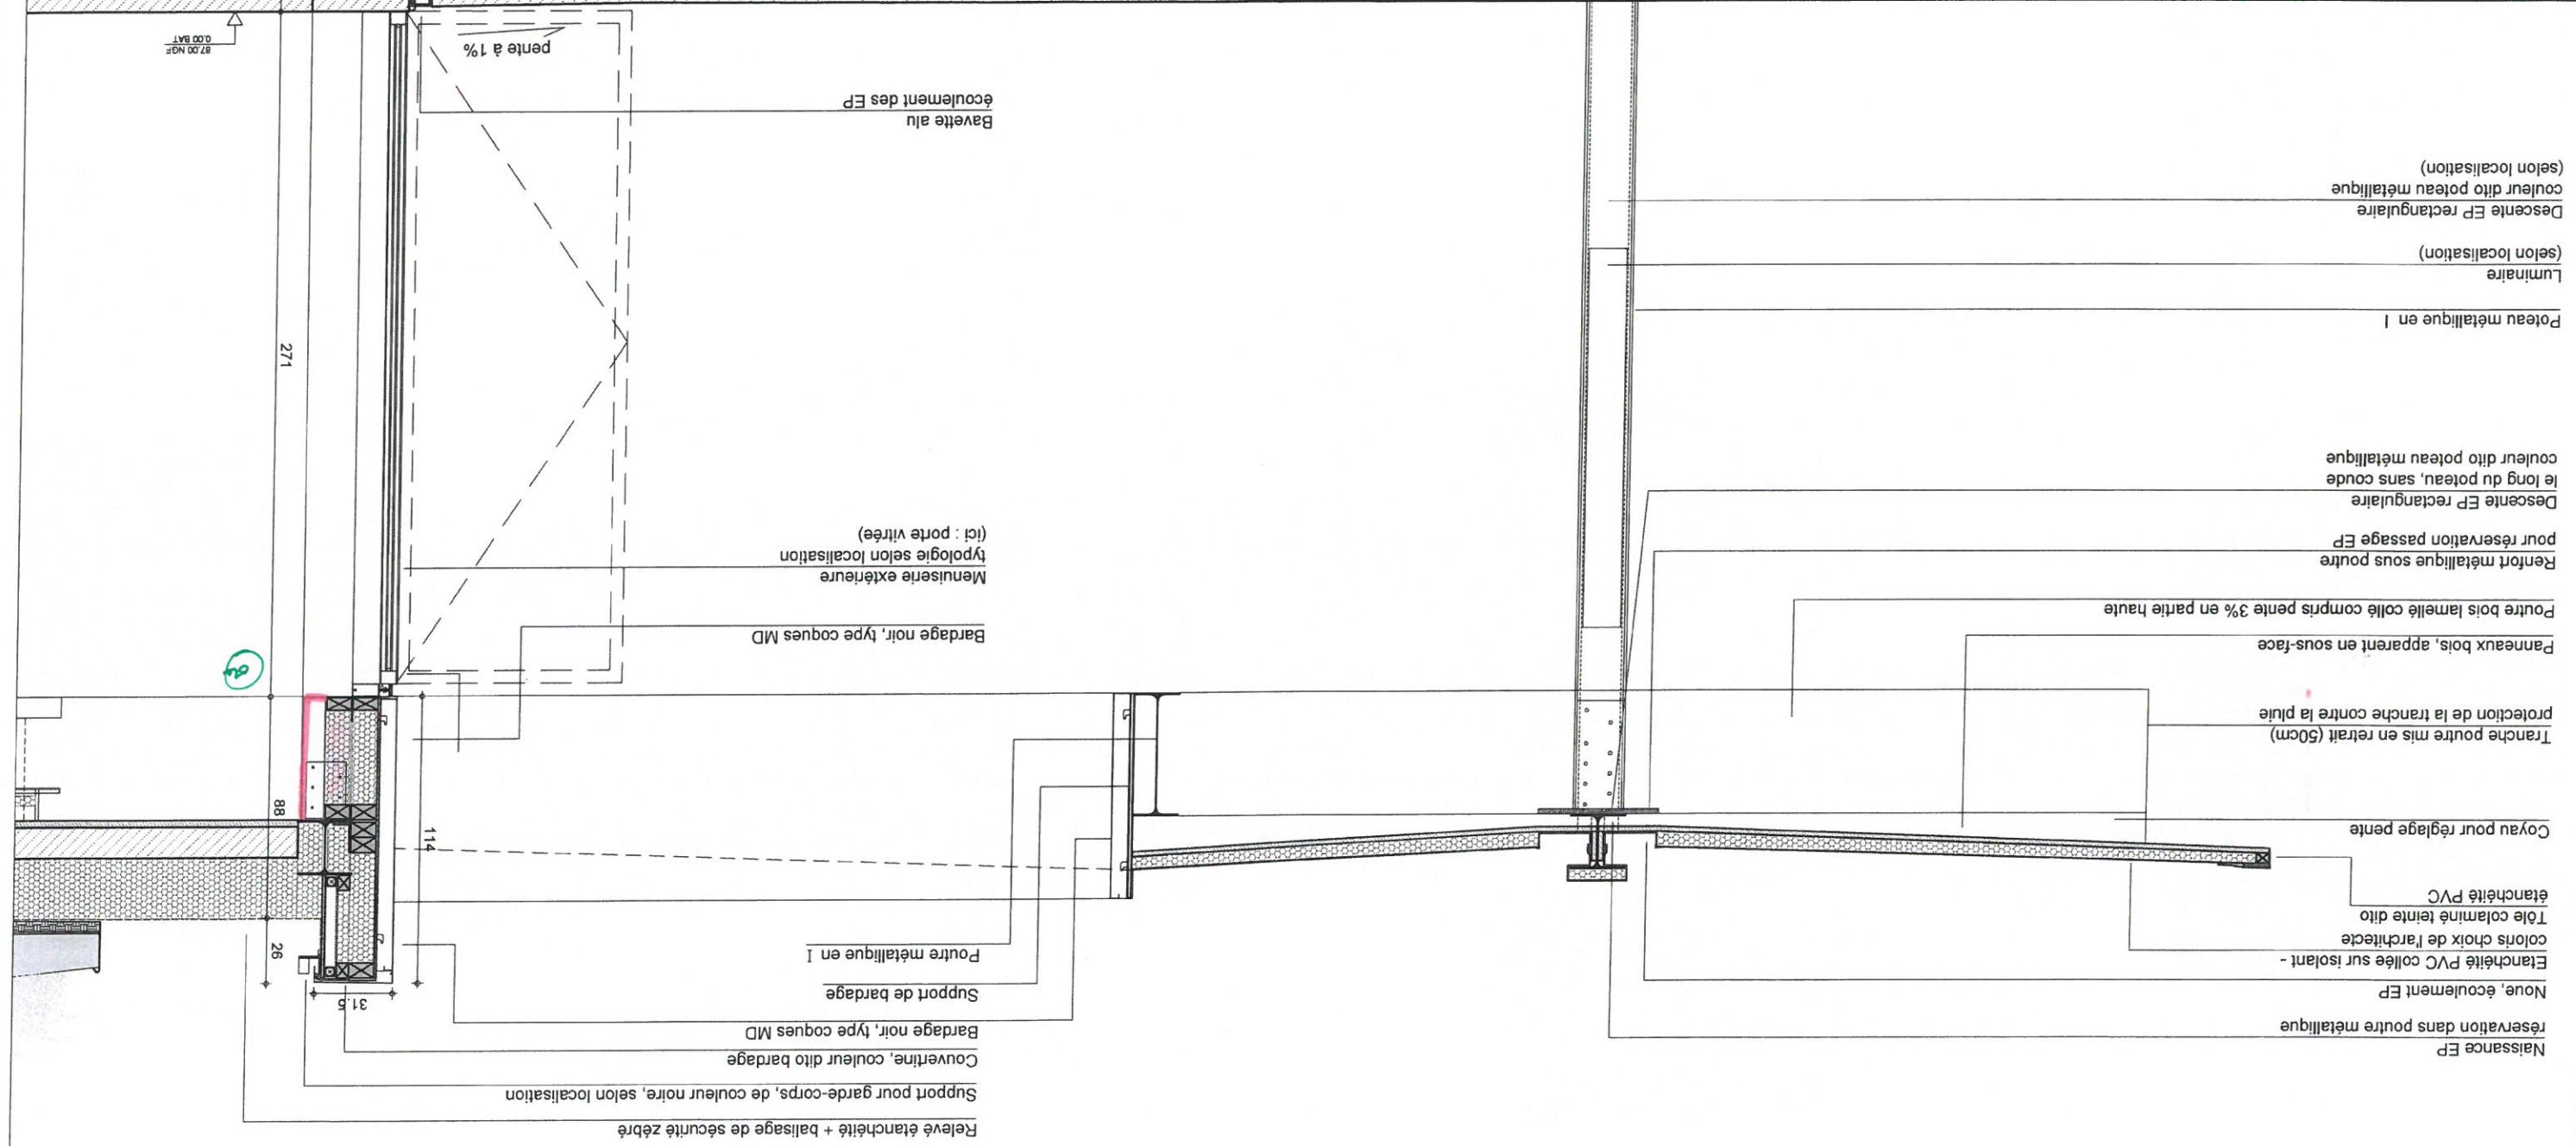 Naissance EP
réservation dans poutre métallique
Noue, écoulement EP
Etanchéité PVC collée sur isolant -
coloris choix de l'architecte
Tôle colaminé teinte dito
étanchéité PVC
Coyau pour réglage pente
Tranche poutre mis en retrait (50cm)
protection de la tranche contre la pluie
Panneaux bois, apparent en sous-face
Poutre bois lamellé collé compris pente 3% en partie haute
Renfort métallique sous poutre
pour réservation passage EP
Descente EP rectangulaire
le long du poteau, sans coude
couleur dito poteau métallique
Poteau métallique en I
Luminaire
(selon localisation)
Descente EP rectangulaire
couleur dito poteau métallique
(selon localisation)
Relevé étanchéité + balisage de sécurité zébré
Support pour garde-corps, de couleur noire, selon localisation
Couvertine, couleur dito bardage
Bardage noir, type coques MD
Support de bardage
Poutre métallique en I
31.5
26
114
88
Bardage noir, type coques MD
Menuiserie extérieure
typologie selon localisation
(ici : porte vitrée)
271
Bavette alu
écoulement des EP
pente à 1%
87.00 NGF
0.00 BAT